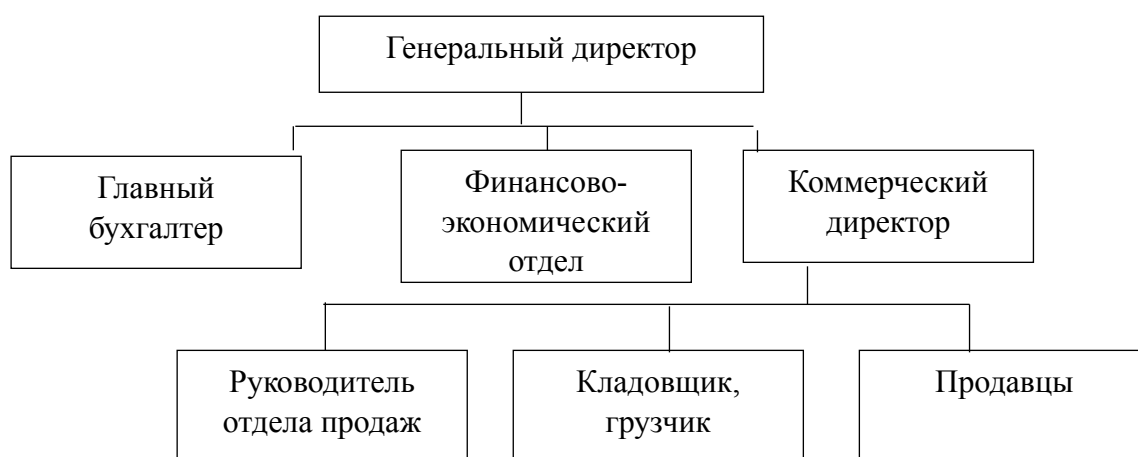 Генеральный директор
Главный
бухгалтер
Финансово-
экономический
отдел
Коммерческий
директор
Руководитель
отдела продаж
Кладовщик,
грузчик
Продавцы